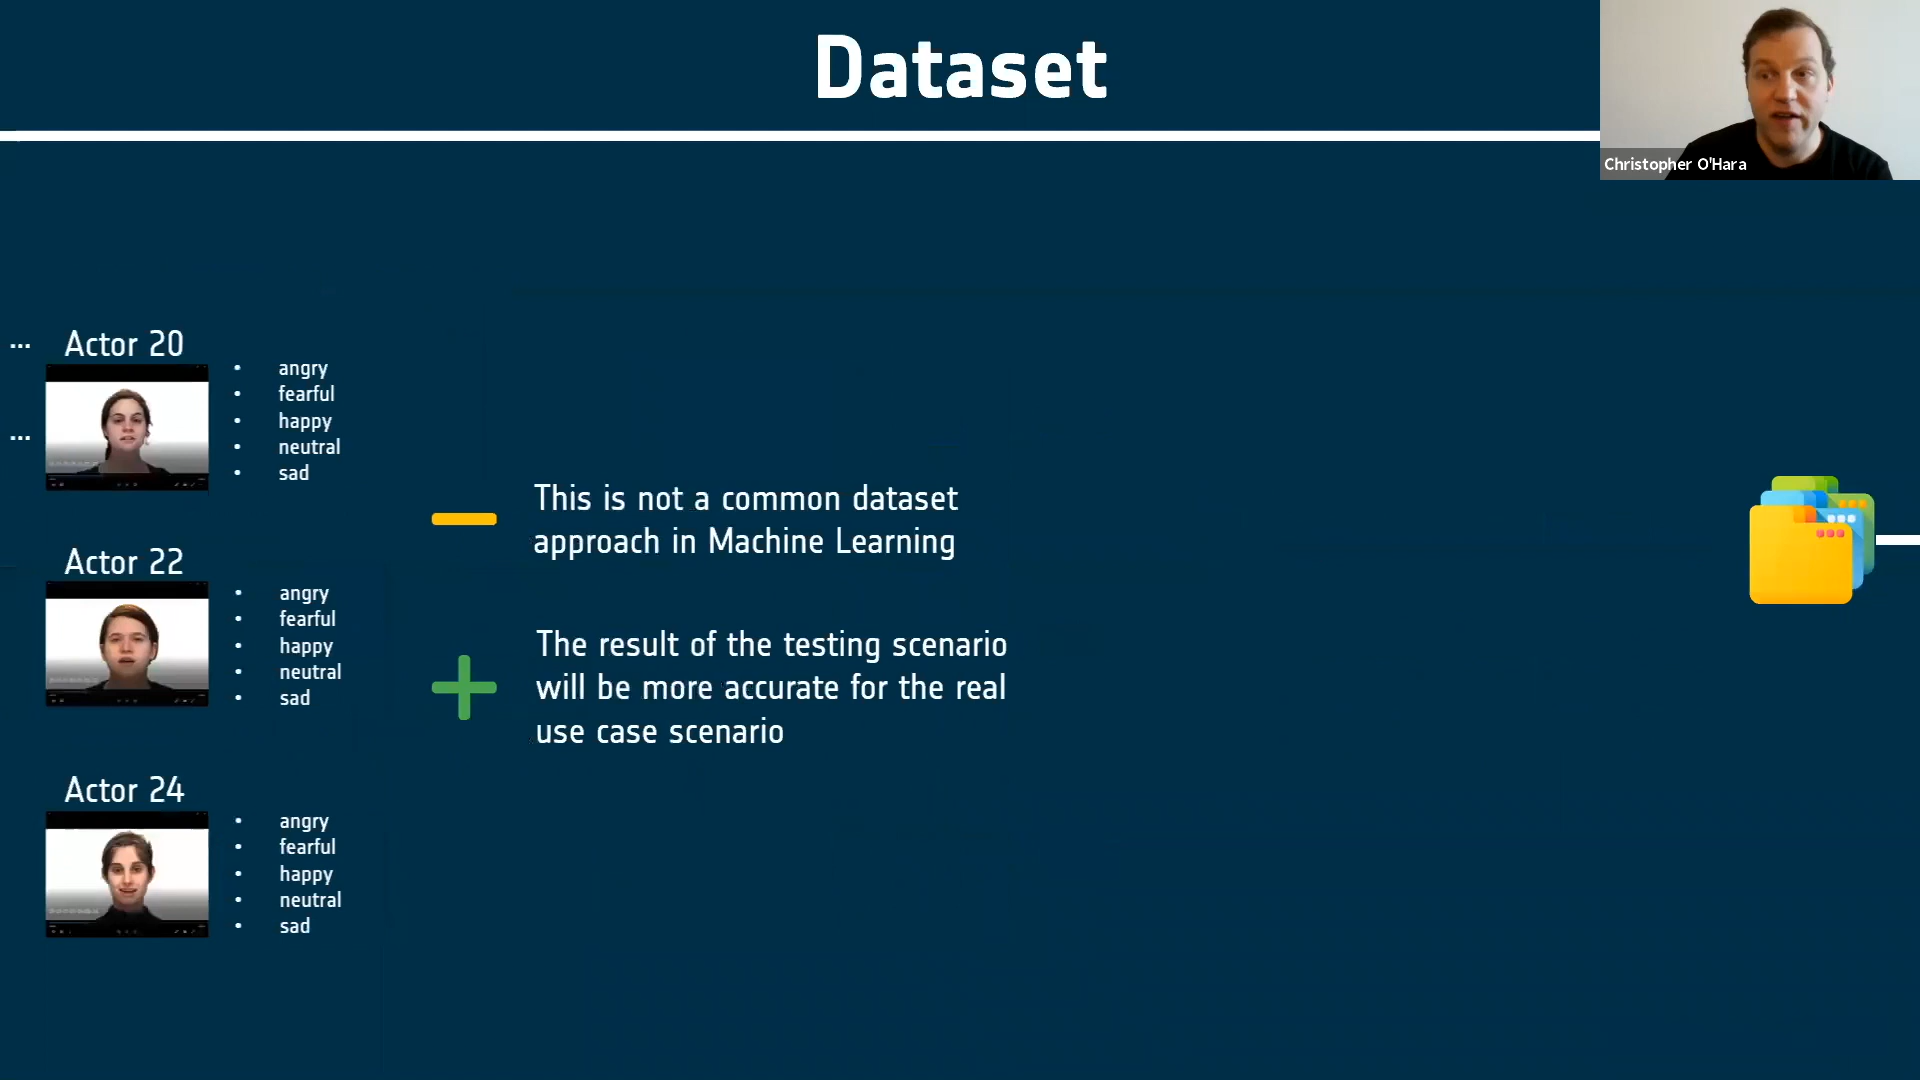 Dataset
Christopher O'Hara
...
Actor 20
...
• angry
• fearful
• happy
• neutral
• sad
Actor 22
• angry
• fearful
• happy
• neutral
• sad
Actor 24
• angry
• fearful
• happy
• neutral
• sad
This is not a common dataset
approach in Machine Learning
The result of the testing scenario
will be more accurate for the real
use case scenario